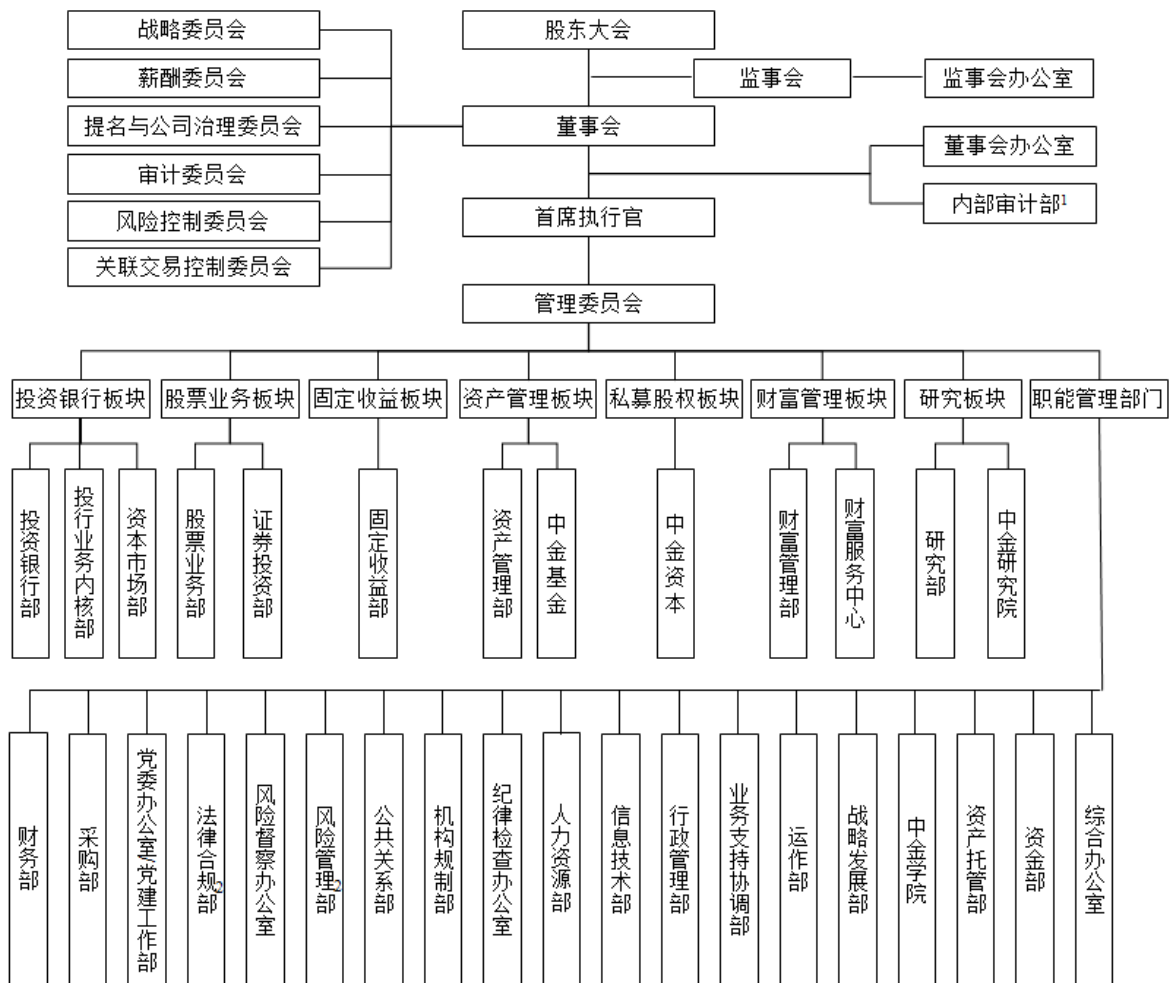 战略委员会
薪酬委员会
提名与公司治理委员会
审计委员会
风险控制委员会
关联交易控制委员会
股东大会
监事会
监事会办公室
董事会
董事会办公室
内部审计部1
首席执行官
管理委员会
投资银行板块
股票业务板块
固定收益板块
资产管理板块
私募股权板块
财富管理板块
研究板块
职能管理部门
投资银行部
投行业务内核部
资本市场部
股票业务部
证券投资部
固定收益部
资产管理部
中金基金
中金资本
财富管理部
财富服务中心
研究部
中金研究院
财务部
采购部
党委办公室/党建工作部
法律合规部2
风险督察办公室
风险管理部2
公共关系部
机构规制部
纪律检查办公室
人力资源部
信息技术部
行政管理部
业务支持协调部
运作部
战略发展部
中金学院
资产托管部
资金部
综合办公室